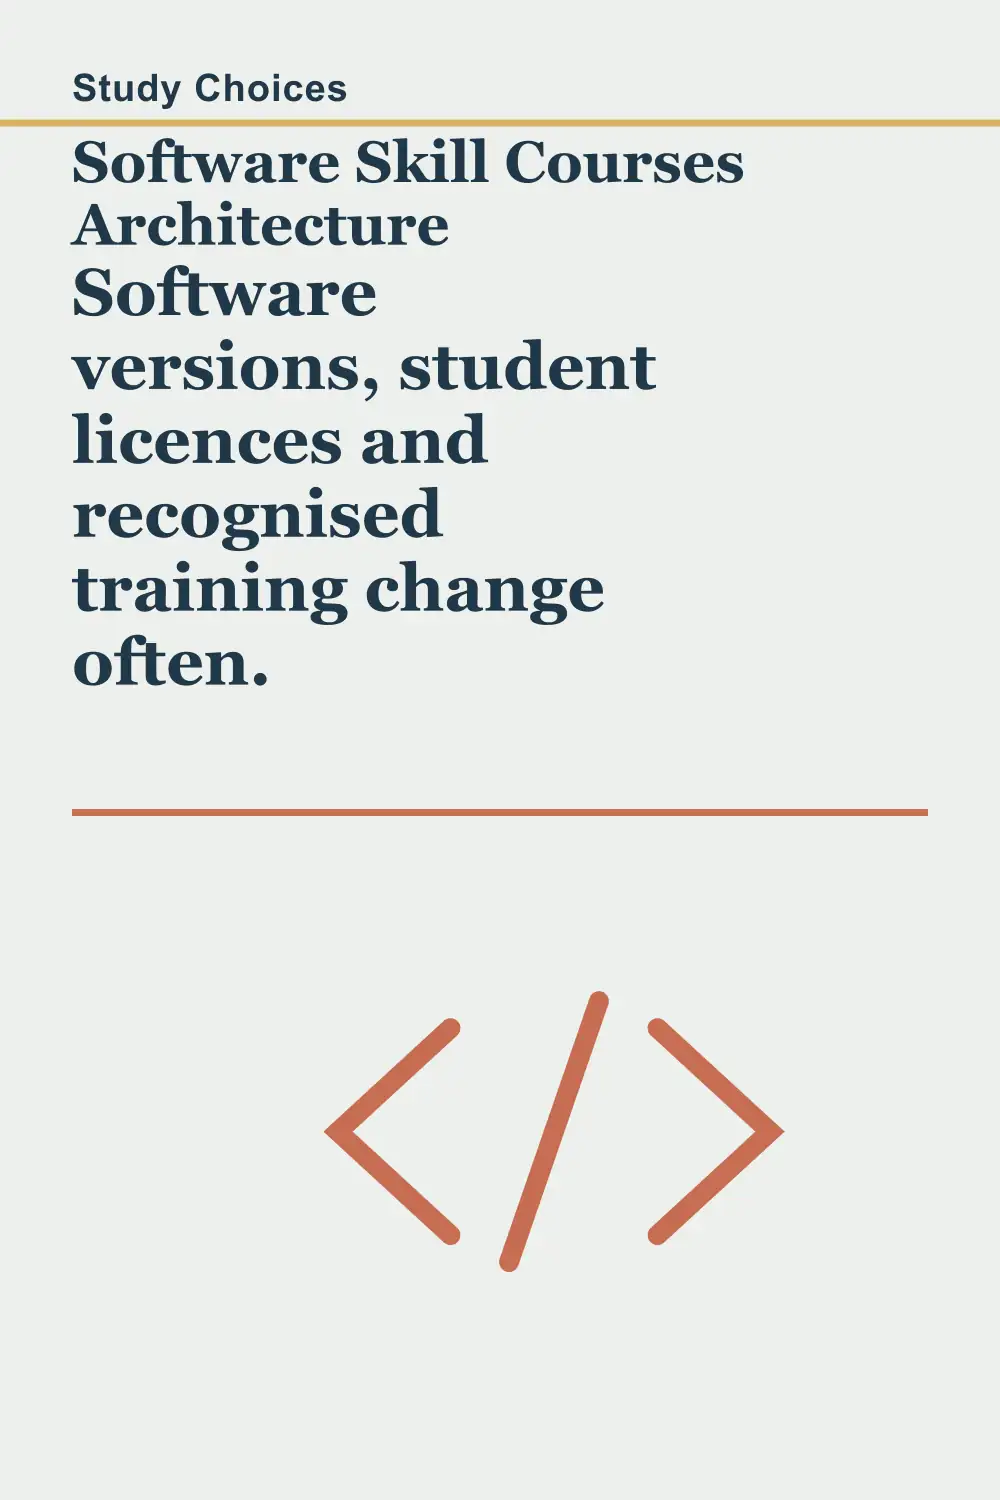 Study Choices
Software Skill Courses
Architecture
Software
versions, student
licences and
recognised
training change
often.